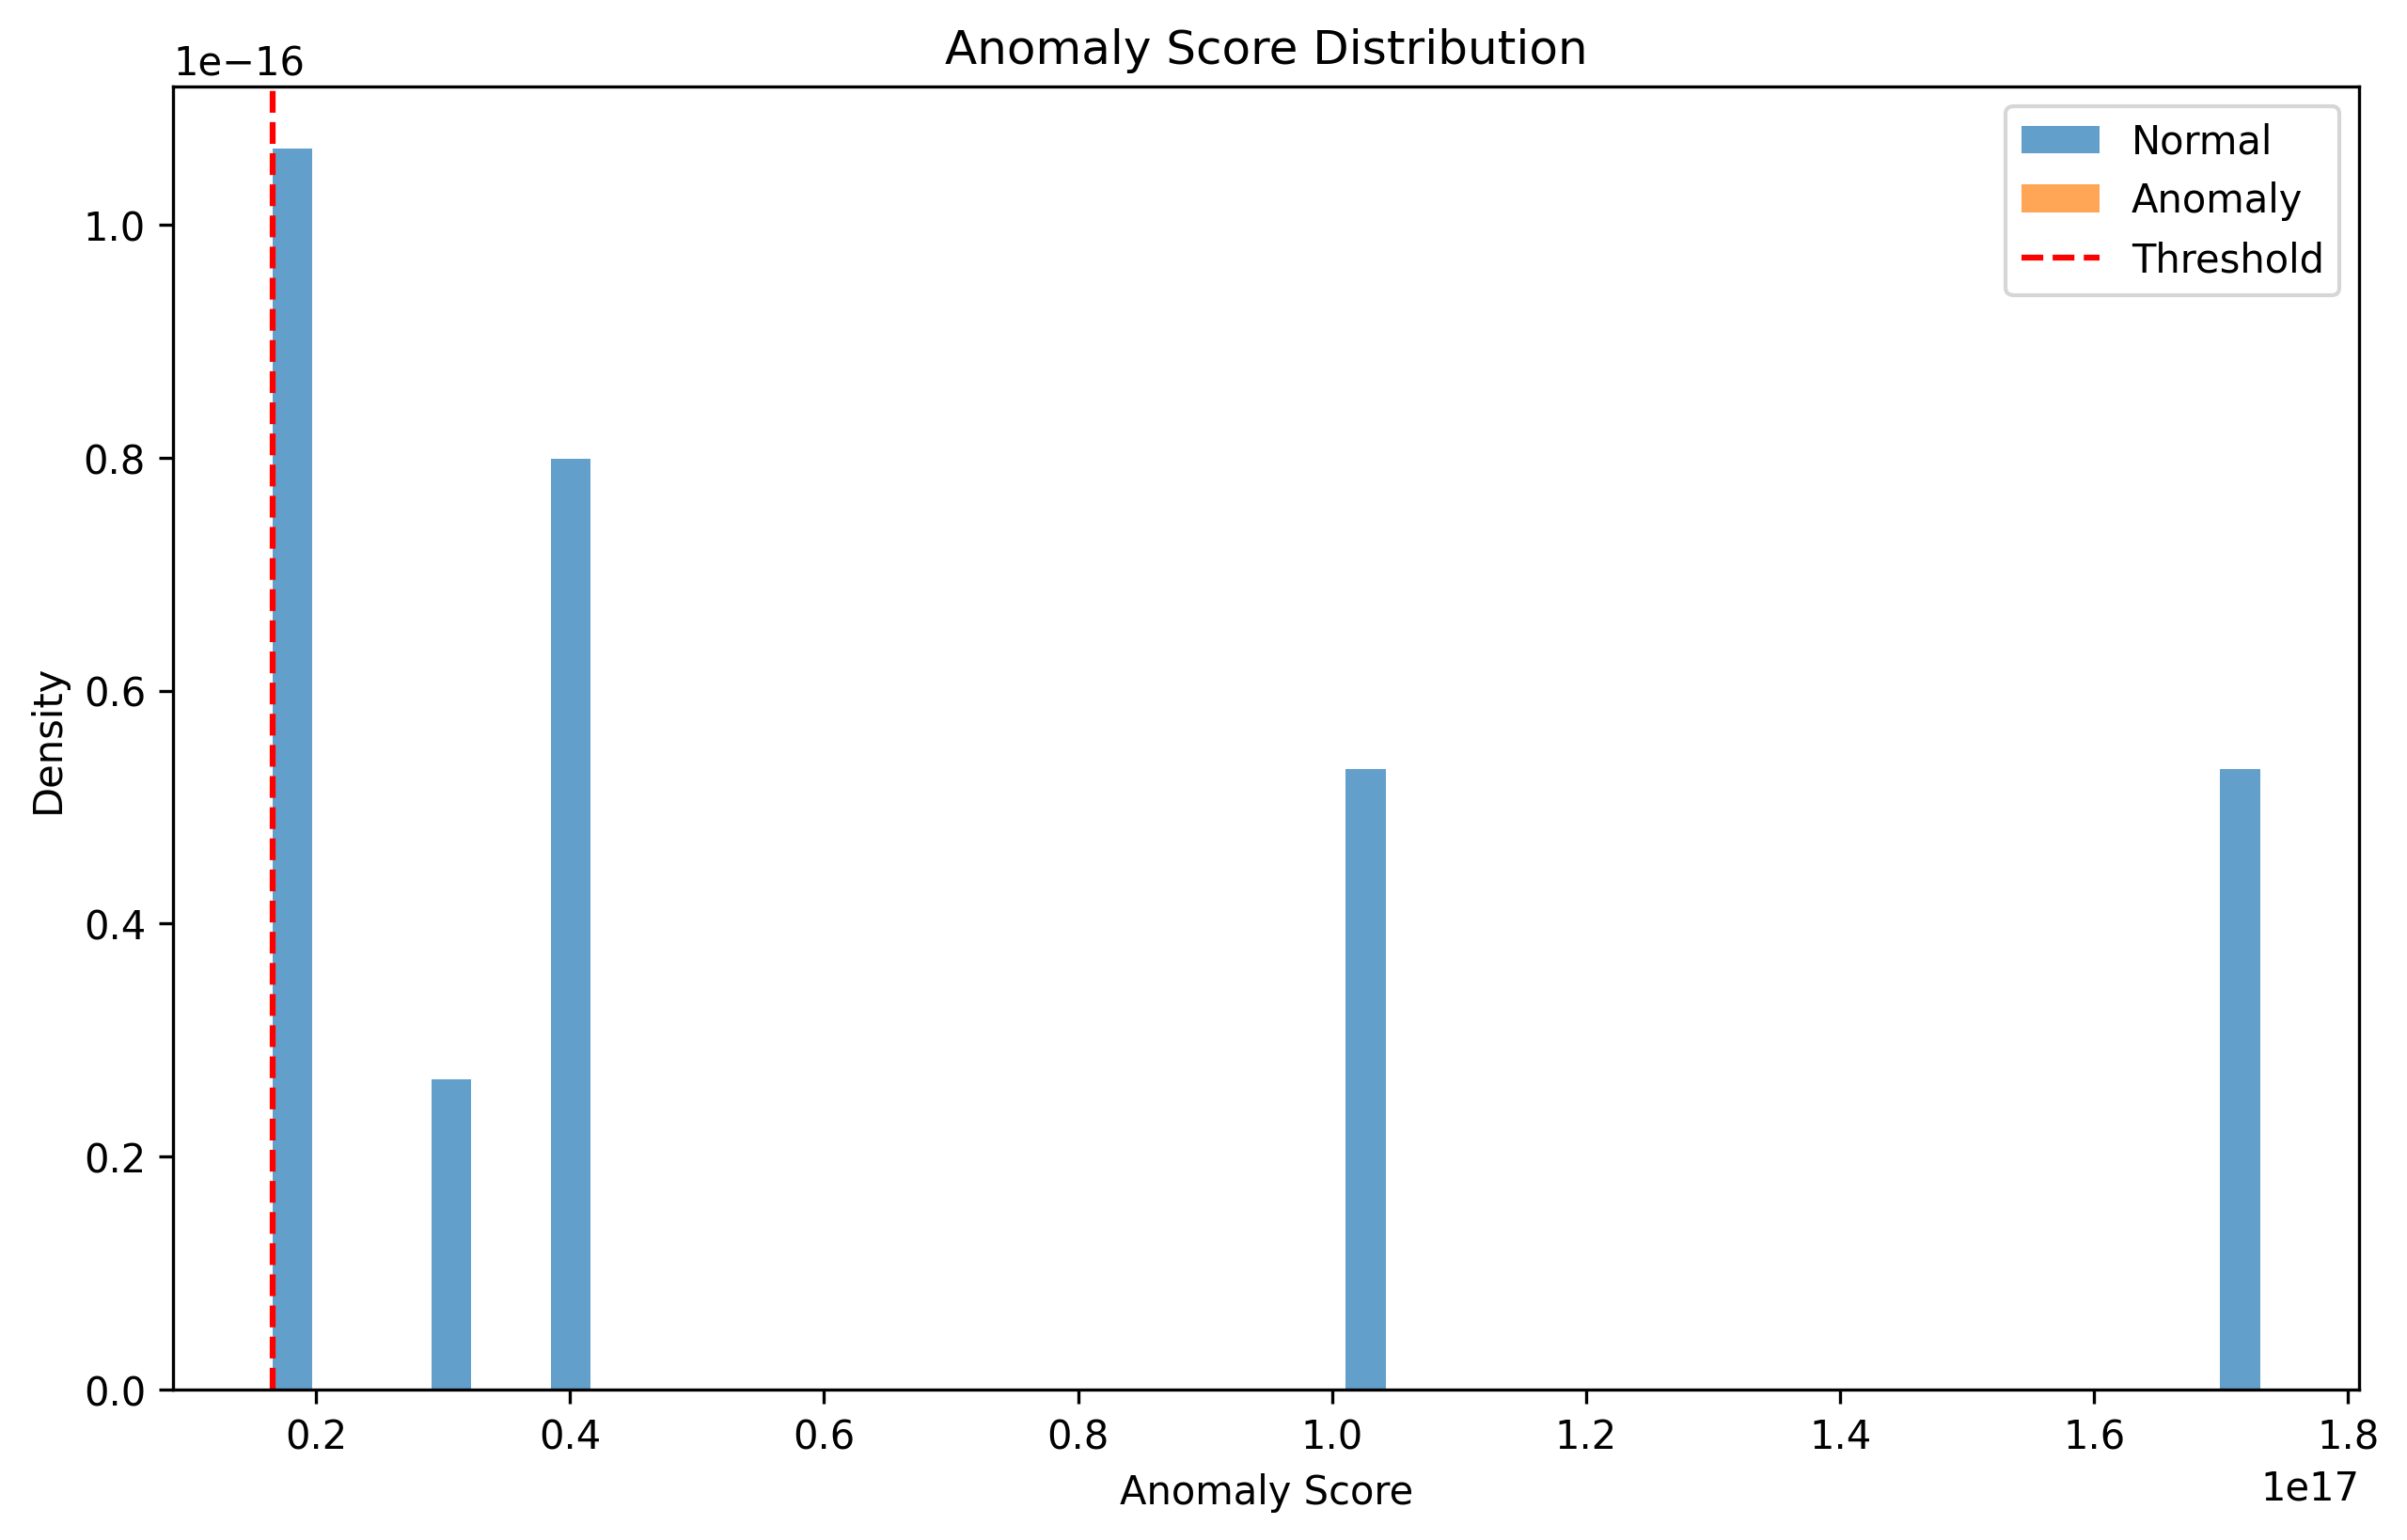 Anomaly Score Distribution
1e−16
Normal
Anomaly
Threshold
1.0
0.8
0.6
0.4
0.2
0.0
Density
0.2 0.4 0.6 0.8 1.0 1.2 1.4 1.6 1.8
1e17
Anomaly Score